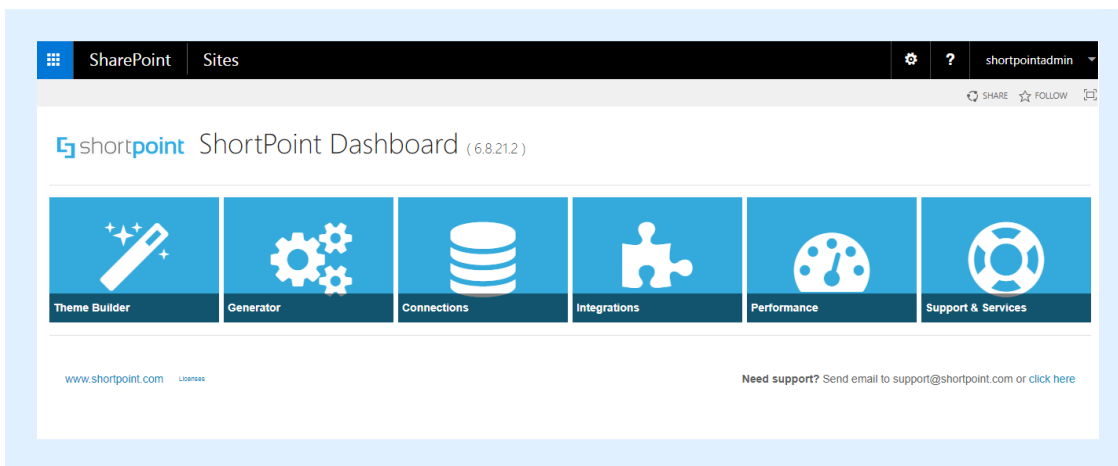 SharePoint Sites ? shortpointadmin
SHARE FOLLOW
shortpoint ShortPoint Dashboard ( 6.8.21.2 )
Theme Builder Generator Connections Integrations Performance Support & Services
www.shortpoint.com Licenses Need support? Send email to support@shortpoint.com or click here